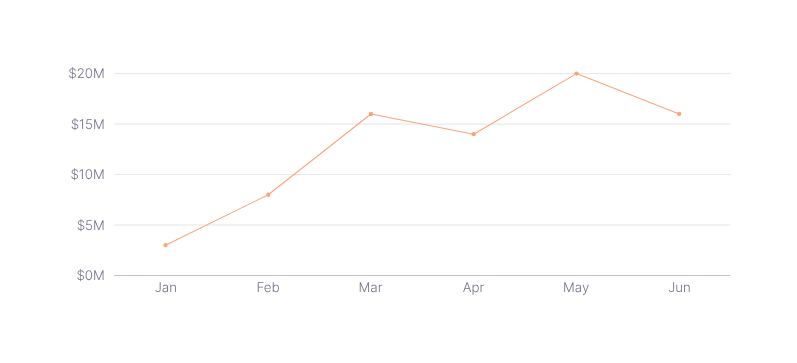 $20M
$15M
$10M
$5M
$0M
Jan Feb Mar Apr May Jun